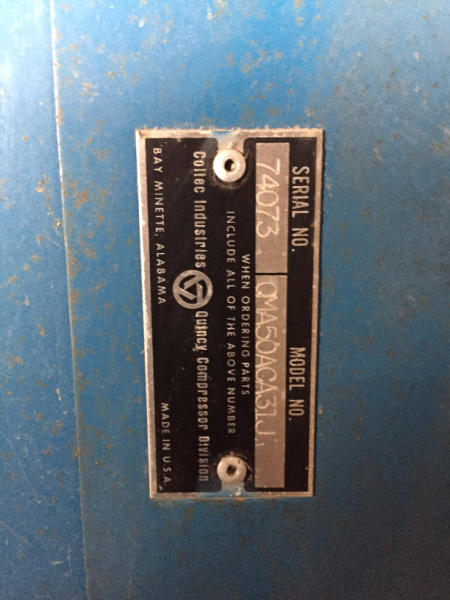 SERIAL NO. MODEL NO.
74073 QMA50ACA31J
WHEN ORDERING PARTS
INCLUDE ALL OF THE ABOVE NUMBER
Coltec Industries Quincy Compressor Division
BAY MINETTE, ALABAMA MADE IN U.S.A.